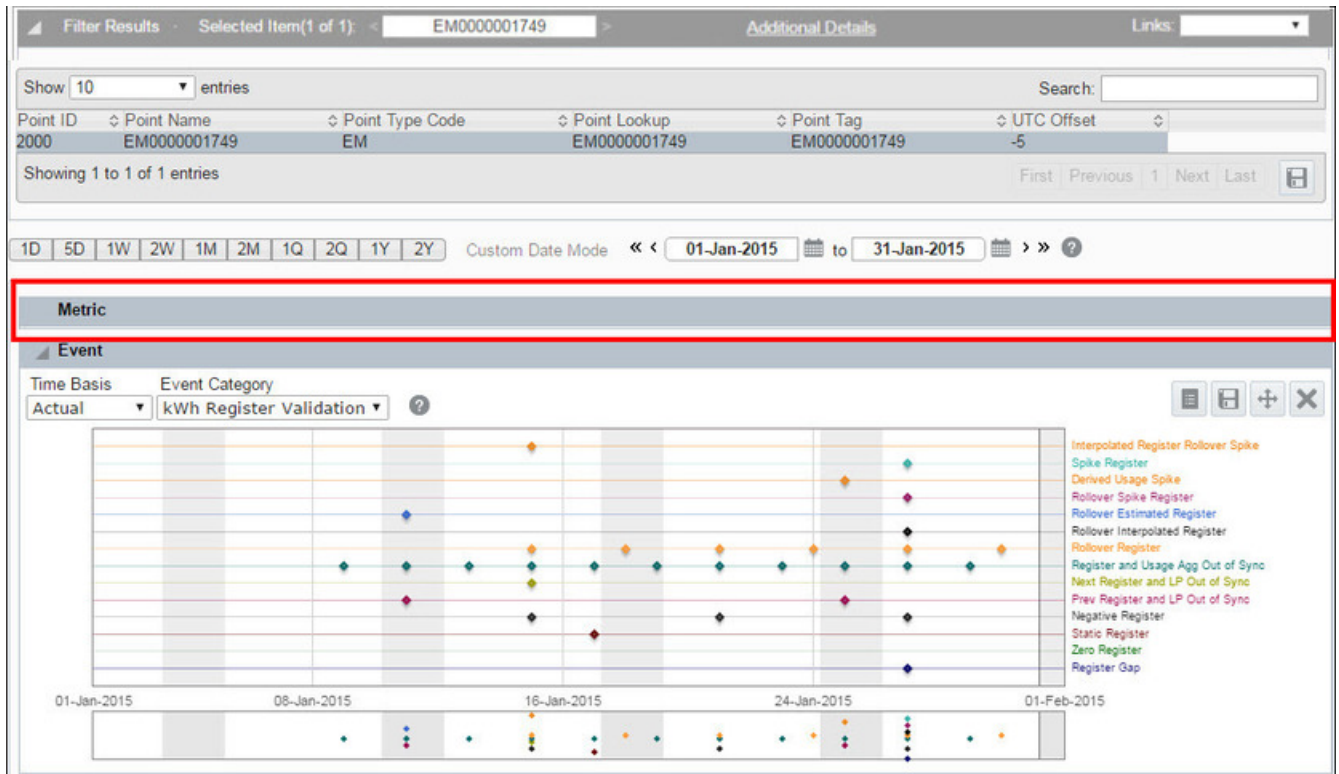 Filter Results - Selected Item(1 of 1): < EM0000001749 > Additional Details Links:
Show 10 entries Search:
Point ID Point Name Point Type Code Point Lookup Point Tag UTC Offset
2000 EM0000001749 EM EM0000001749 EM0000001749 -5
Showing 1 to 1 of 1 entries First Previous 1 Next Last
1D 5D 1W 2W 1M 2M 1Q 2Q 1Y 2Y Custom Date Mode « < 01-Jan-2015 to 31-Jan-2015 > » ?
Metric
Event
Time Basis Event Category
Actual kWh Register Validation ?
Interpolated Register Rollover Spike
Spike Register
Derived Usage Spike
Rollover Spike Register
Rollover Estimated Register
Rollover Interpolated Register
Rollover Register
Register and Usage Agg Out of Sync
Next Register and LP Out of Sync
Prev Register and LP Out of Sync
Negative Register
Static Register
Zero Register
Register Gap
01-Jan-2015 08-Jan-2015 16-Jan-2015 24-Jan-2015 01-Feb-2015